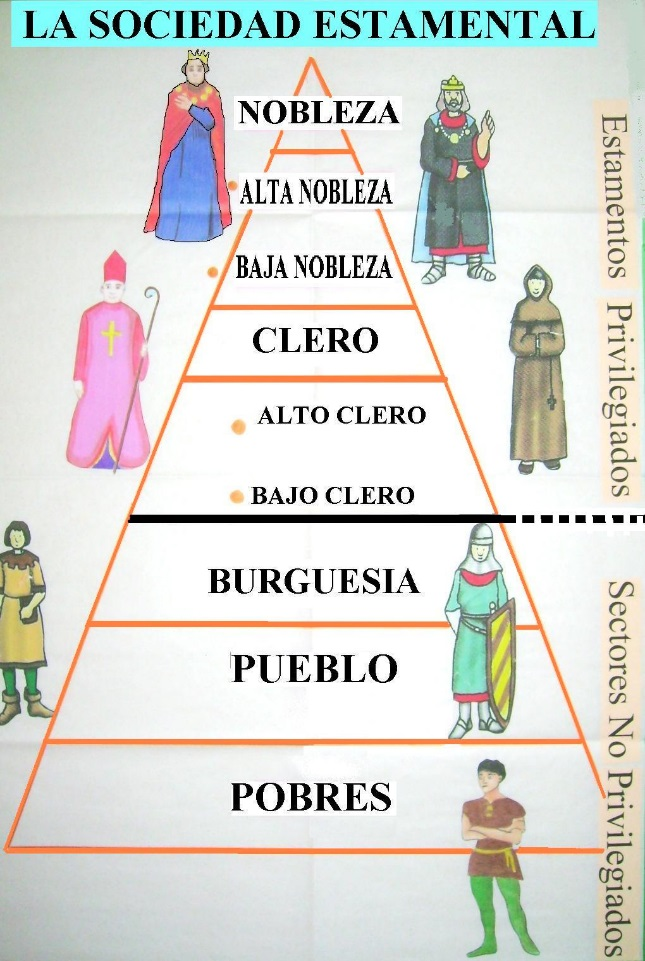 LA SOCIEDAD ESTAMENTAL
NOBLEZA
ALTA NOBLEZA
BAJA NOBLEZA
CLERO
ALTO CLERO
BAJO CLERO
BURGUESIA
PUEBLO
POBRES
Estamentos Privilegiados
Sectores No Privilegiados